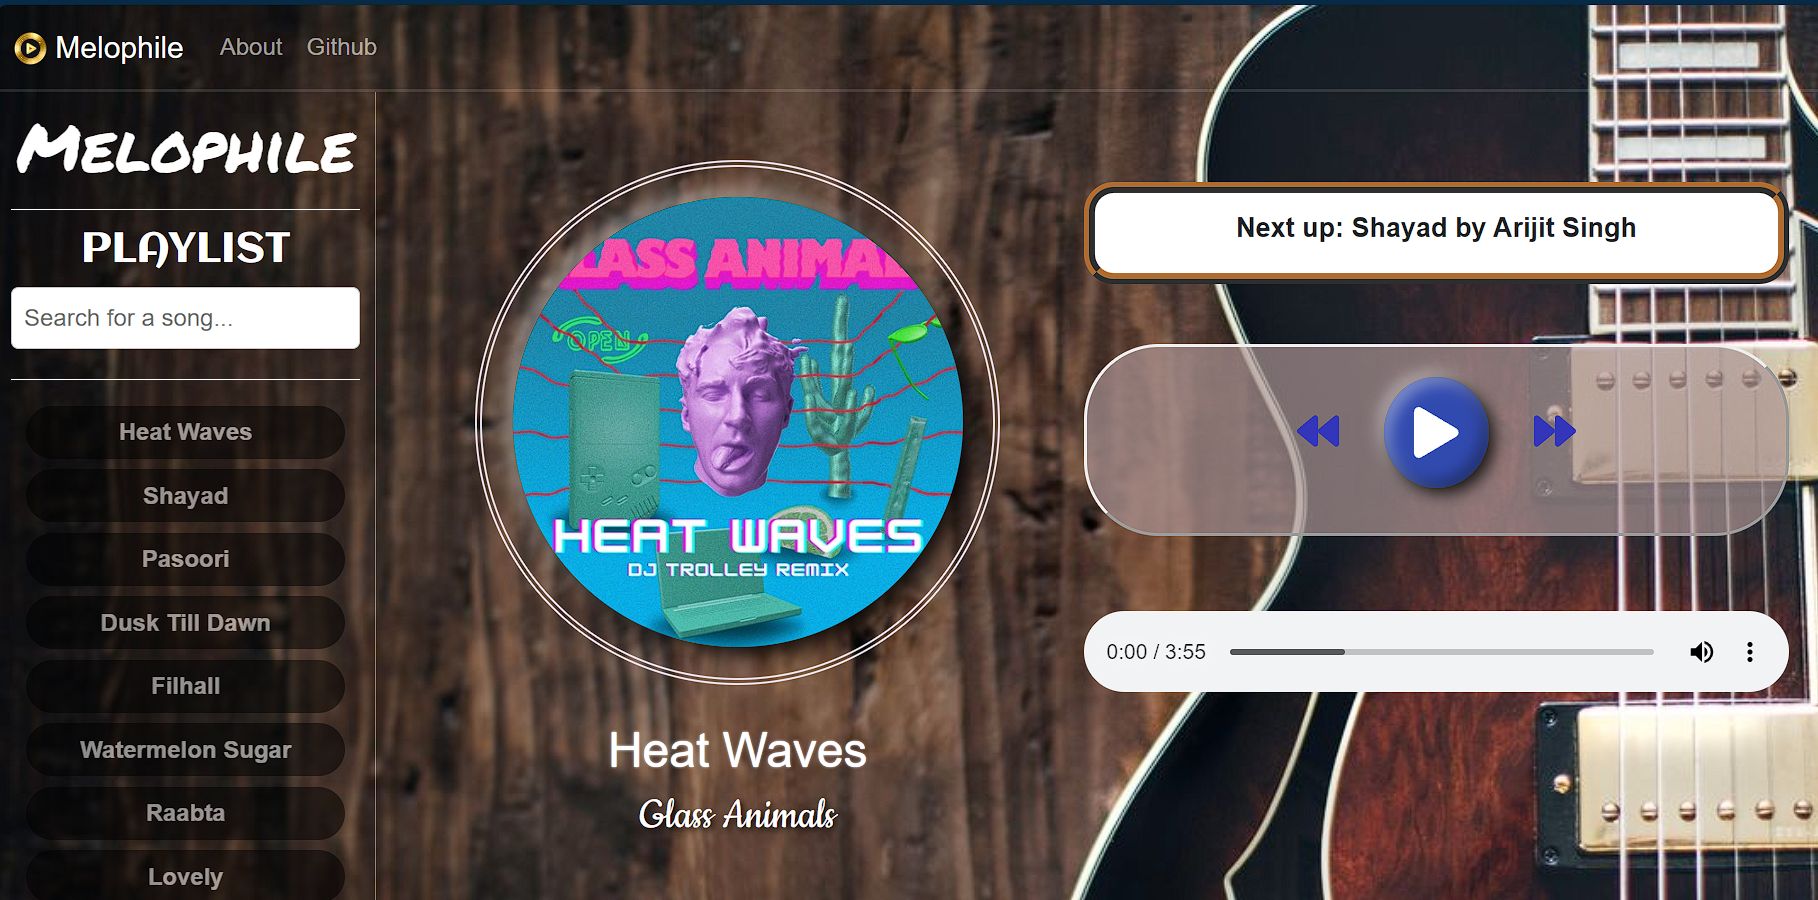 Melophile About Github
Melophile
PLAYLIST
Search for a song...
Heat Waves
Shayad
Pasoori
Dusk Till Dawn
Filhall
Watermelon Sugar
Raabta
Lovely
GLASS ANIMALS
OPEN
HEAT WAVES
DJ TROLLEY REMIX
Heat Waves
Glass Animals
Next up: Shayad by Arijit Singh
0:00 / 3:55